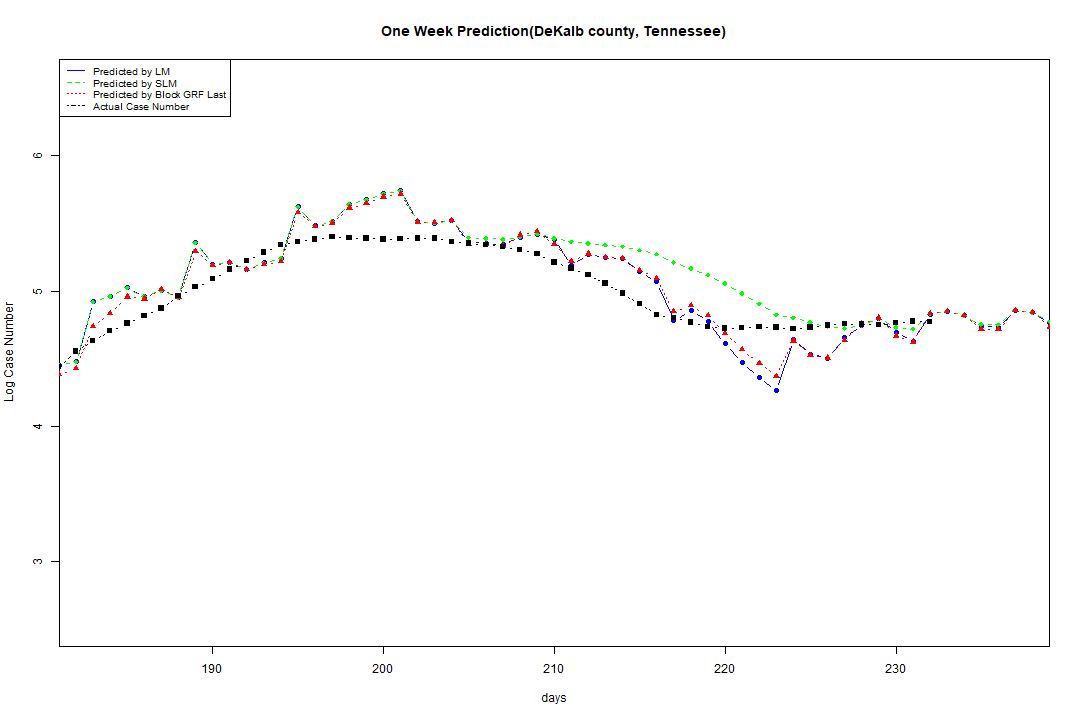 One Week Prediction(DeKalb county, Tennessee)
Predicted by LM
Predicted by SLM
Predicted by Block GRF Last
Actual Case Number
6
5
4
3
Log Case Number
190 200 210 220 230
days